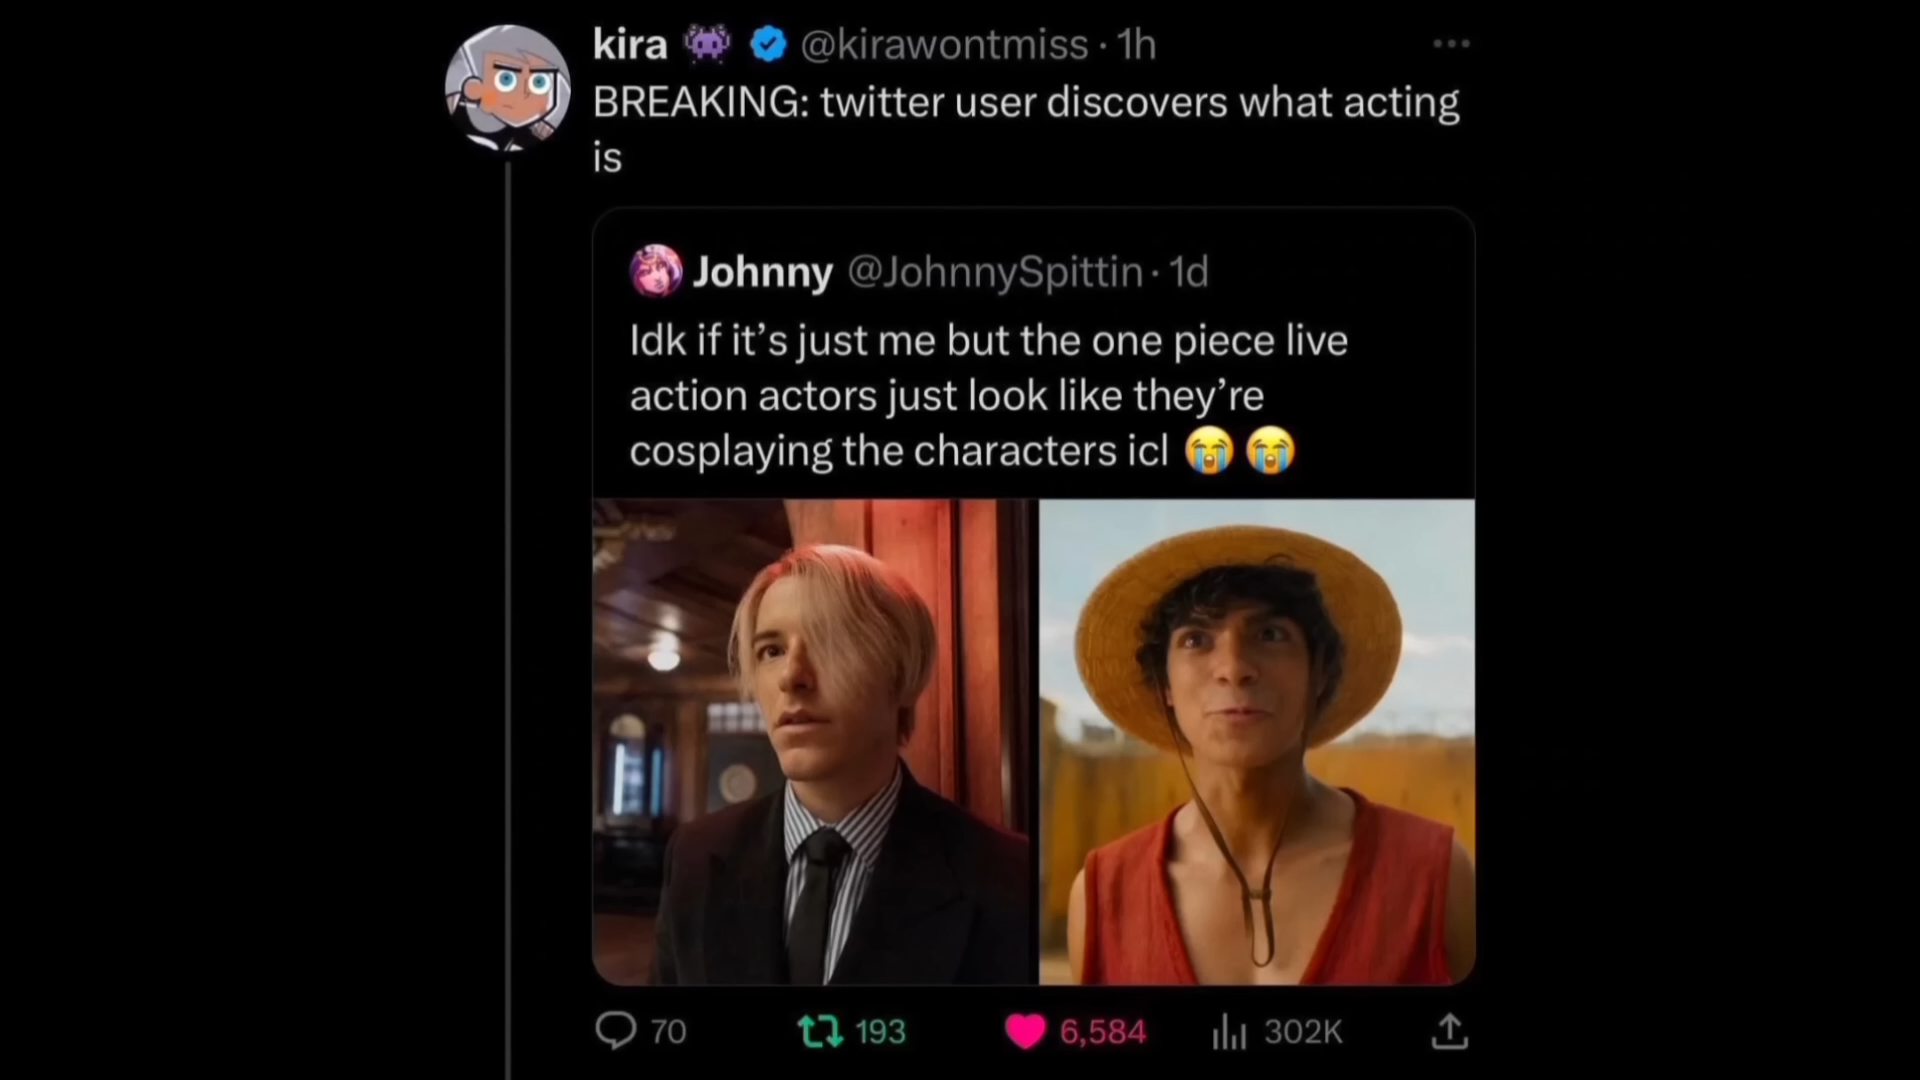 kira 👾 @kirawontmiss · 1h
BREAKING: twitter user discovers what acting
is
Johnny @JohnnySpittin · 1d
Idk if it’s just me but the one piece live
action actors just look like they’re
cosplaying the characters icl 😭😭
70 193 6,584 302K